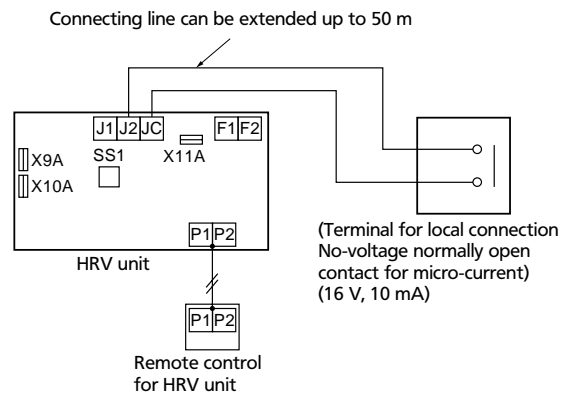 Connecting line can be extended up to 50 m
J1 J2 JC
F1 F2
X9A
SS1
X11A
X10A
P1 P2
HRV unit
(Terminal for local connection
No-voltage normally open
contact for micro-current)
(16 V, 10 mA)
P1 P2
Remote control
for HRV unit